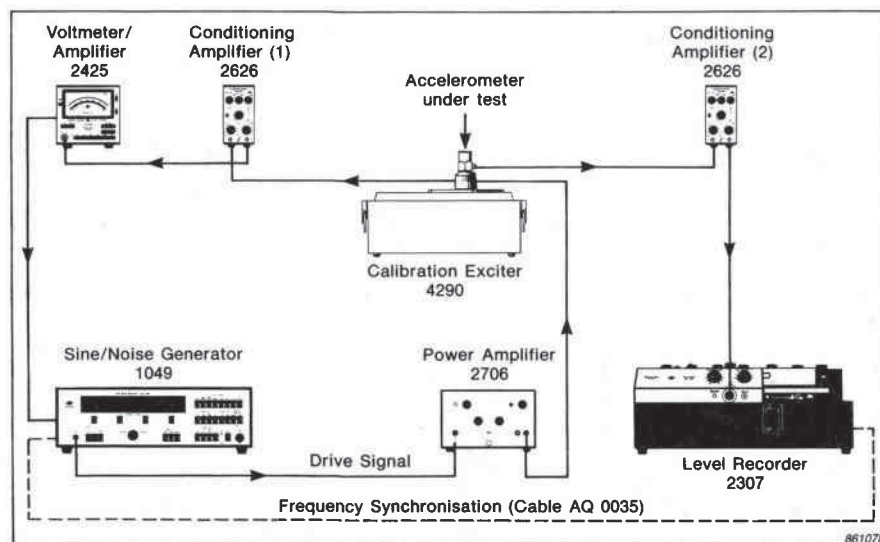 Voltmeter/
Amplifier
2425
Conditioning
Amplifier (1)
2626
Accelerometer
under test
Conditioning
Amplifier (2)
2626
Calibration Exciter
4290
Sine/Noise Generator
1049
Power Amplifier
2706
Drive Signal
Level Recorder
2307
Frequency Synchronisation (Cable AQ 0035)